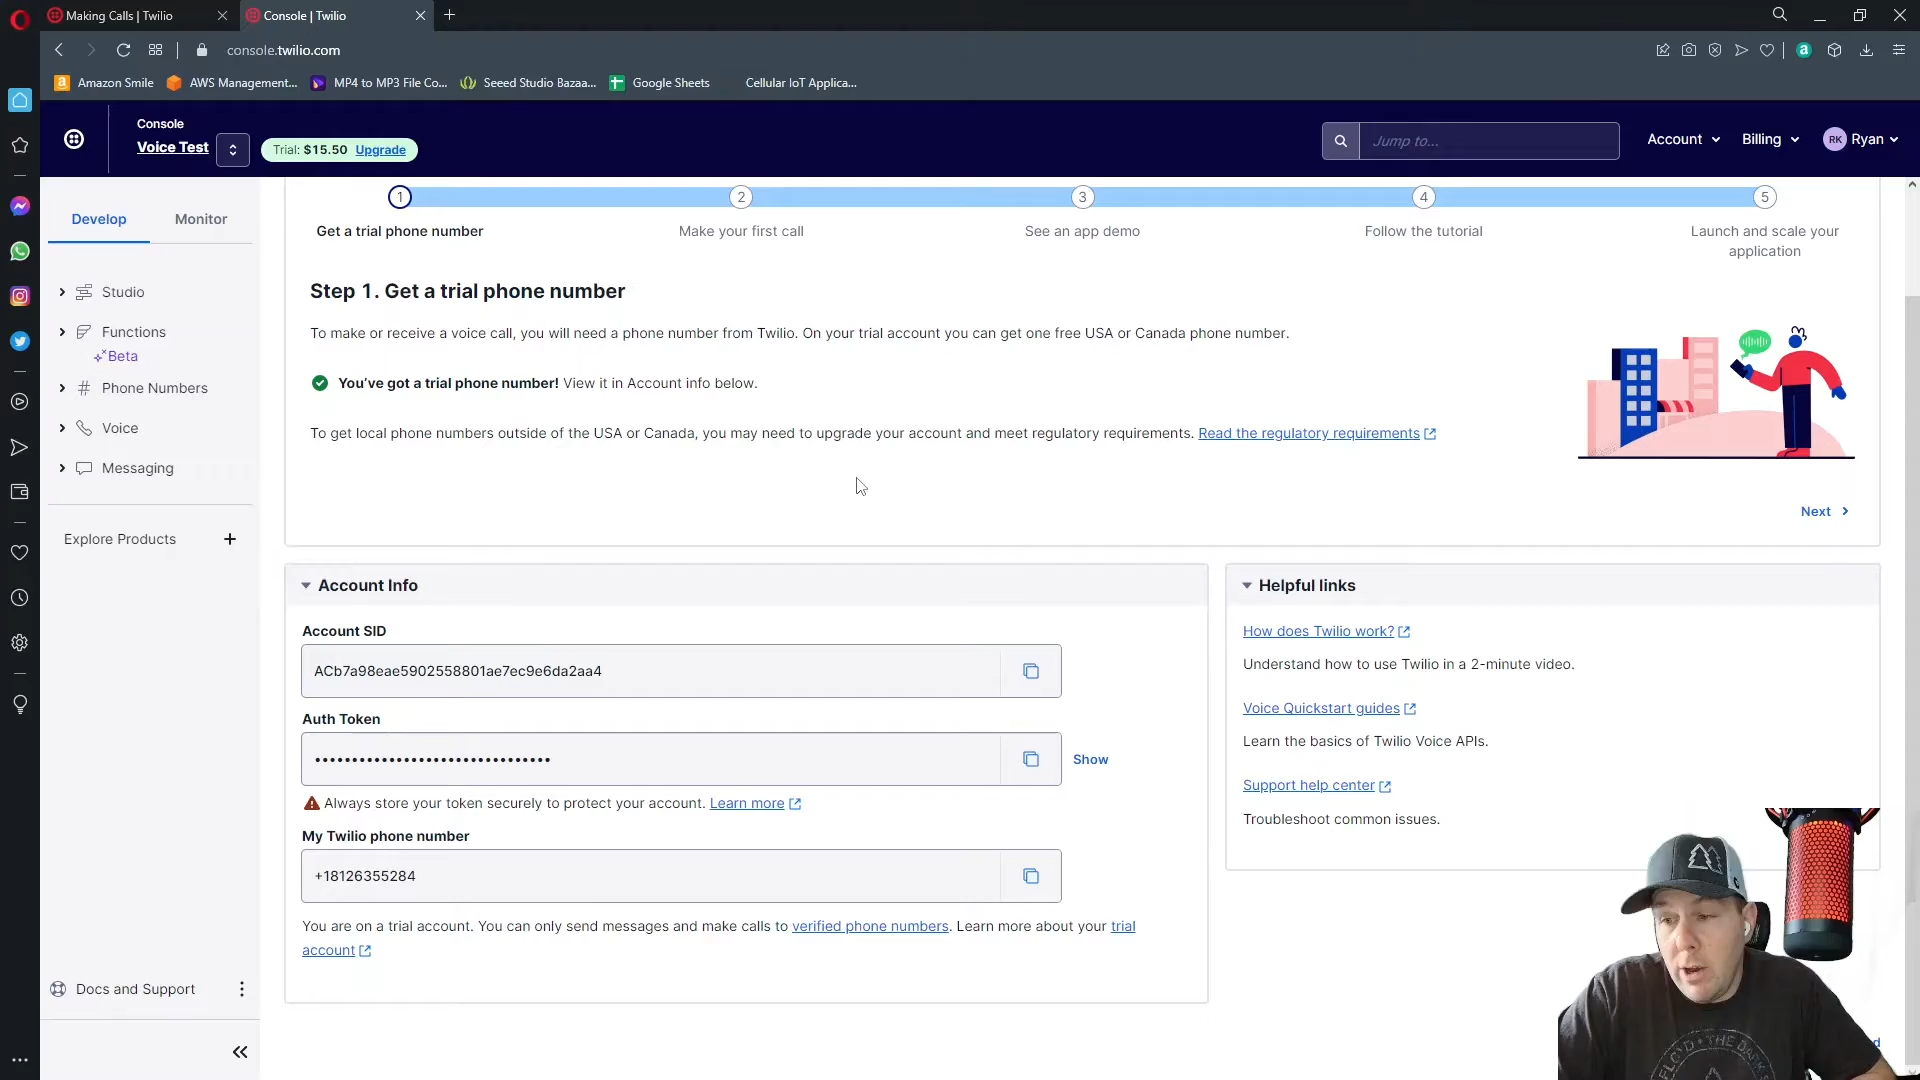 Making Calls | Twilio
Console | Twilio
console.twilio.com
Amazon Smile
AWS Management...
MP4 to MP3 File Co...
Seeed Studio Bazaa...
Google Sheets
Cellular IoT Applica...
Console
Voice Test
Trial: $15.50 Upgrade
Jump to...
Account
Billing
RK Ryan
Develop
Monitor
Studio
Functions
Beta
Phone Numbers
Voice
Messaging
Explore Products
Docs and Support
1
2
3
4
5
Get a trial phone number
Make your first call
See an app demo
Follow the tutorial
Launch and scale your
application
Step 1. Get a trial phone number
To make or receive a voice call, you will need a phone number from Twilio. On your trial account you can get one free USA or Canada phone number.
You've got a trial phone number! View it in Account info below.
To get local phone numbers outside of the USA or Canada, you may need to upgrade your account and meet regulatory requirements. Read the regulatory requirements
Next
Account Info
Account SID
ACb7a98eae5902558801ae7ec9e6da2aa4
Auth Token
••••••••••••••••••••••••••••••••
Show
Always store your token securely to protect your account. Learn more
My Twilio phone number
+18126355284
You are on a trial account. You can only send messages and make calls to verified phone numbers. Learn more about your trial
account
Helpful links
How does Twilio work?
Understand how to use Twilio in a 2-minute video.
Voice Quickstart guides
Learn the basics of Twilio Voice APIs.
Support help center
Troubleshoot common issues.